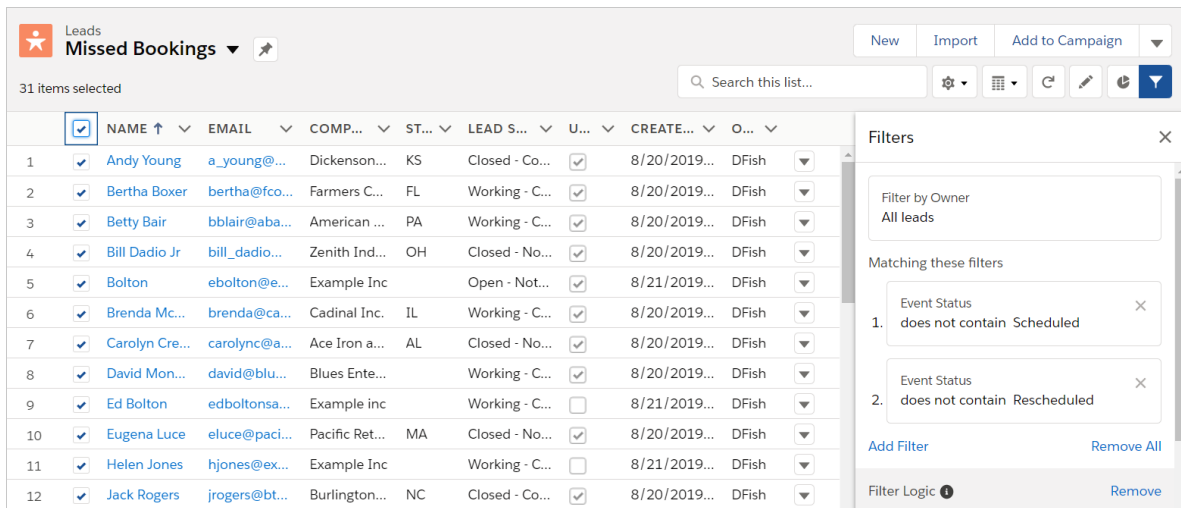 Leads
Missed Bookings
New Import Add to Campaign
31 items selected
Search this list...
NAME EMAIL COMP... ST... LEAD S... U... CREATE... O...
1 Andy Young a_young@... Dickenson... KS Closed - Co... 8/20/2019... DFish
2 Bertha Boxer bertha@fco... Farmers C... FL Working - C... 8/20/2019... DFish
3 Betty Bair bblair@aba... American ... PA Working - C... 8/20/2019... DFish
4 Bill Dadio Jr bill_dadio... Zenith Ind... OH Closed - No... 8/20/2019... DFish
5 Bolton ebolton@e... Example Inc Open - Not... 8/21/2019... DFish
6 Brenda Mc... brenda@ca... Cadinal Inc. IL Working - C... 8/20/2019... DFish
7 Carolyn Cre... carolync@a... Ace Iron a... AL Closed - No... 8/20/2019... DFish
8 David Mon... david@blu... Blues Ente... Working - C... 8/20/2019... DFish
9 Ed Bolton edboltonsa... Example inc Working - C... 8/21/2019... DFish
10 Eugena Luce eluce@paci... Pacific Ret... MA Closed - No... 8/20/2019... DFish
11 Helen Jones hjones@ex... Example Inc Working - C... 8/21/2019... DFish
12 Jack Rogers jrogers@bt... Burlington... NC Closed - Co... 8/20/2019... DFish
Filters
Filter by Owner
All leads
Matching these filters
Event Status
1. does not contain Scheduled
Event Status
2. does not contain Rescheduled
Add Filter Remove All
Filter Logic Remove